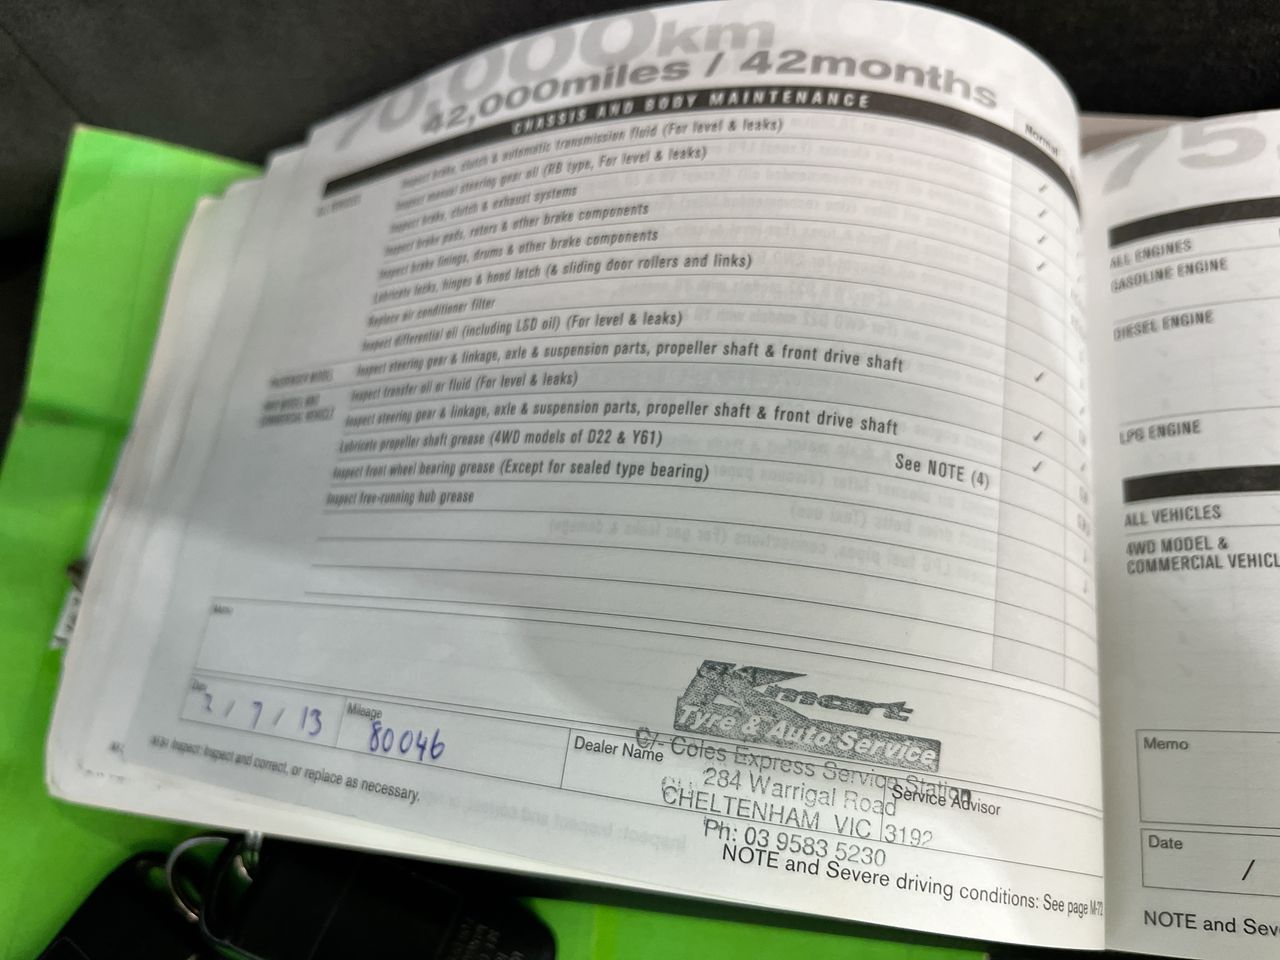 70,000km
42,000miles / 42months
CHASSIS AND BODY MAINTENANCE
Normal
Inspect brake, clutch & automatic transmission fluid (For level & leaks)
Inspect manual steering gear oil (RB type, For level & leaks)
Inspect brake, clutch & exhaust systems
Inspect brake pads, rotors & other brake components
Inspect brake linings, drums & other brake components
Lubricate locks, hinges & hood latch (& sliding door rollers and links)
Replace air conditioner filter
Inspect differential oil (including LSD oil) (For level & leaks)
PASSENGER MODEL Inspect steering gear & linkage, axle & suspension parts, propeller shaft & front drive shaft
4WD MODEL AND Inspect transfer oil or fluid (For level & leaks)
COMMERCIAL VEHICLE Inspect steering gear & linkage, axle & suspension parts, propeller shaft & front drive shaft
Lubricate propeller shaft grease (4WD models of D22 & Y61)
See NOTE (4)
Inspect front wheel bearing grease (Except for sealed type bearing)
Inspect free-running hub grease
Memo
Date
2 / 7 / 13
Mileage
80046
Dealer Name
Kmart
Tyre & Auto Service
C/- Coles Express Service Station
284 Warrigal Road
CHELTENHAM VIC 3192
Ph: 03 9583 5230
Service Advisor
Inspect: Inspect and correct, or replace as necessary.
NOTE and Severe driving conditions: See page M-72
75
ALL ENGINES
GASOLINE ENGINE
DIESEL ENGINE
LPG ENGINE
ALL VEHICLES
4WD MODEL &
COMMERCIAL VEHICL
Memo
Date
/
NOTE and Seve